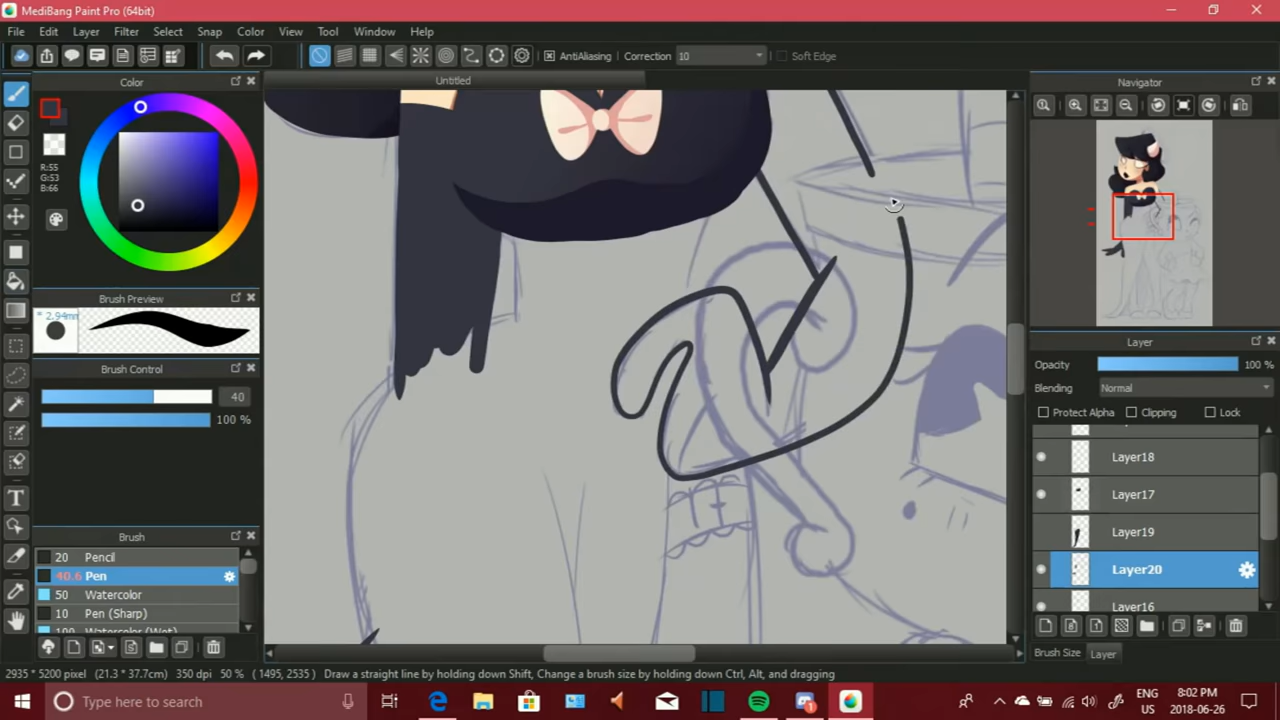 MediBang Paint Pro (64bit)
File Edit Layer Filter Select Snap Color View Tool Window Help
AntiAliasing Correction 10 Soft Edge
Color
Untitled
Navigator
R:55
G:53
B:66
Brush Preview
* 2.94mm
Brush Control
40
100 %
Brush
20 Pencil
40.6 Pen
50 Watercolor
10 Pen (Sharp)
100 Watercolor (Wet)
Layer
Opacity 100 %
Blending Normal
Protect Alpha Clipping Lock
Layer18
Layer17
Layer19
Layer20
Layer16
Brush Size Layer
2935 * 5200 pixel (21.3 * 37.7cm) 350 dpi 50 % ( 1495, 2535) Draw a straight line by holding down Shift, Change a brush size by holding down Ctrl, Alt, and dragging
Type here to search
ENG
US
8:02 PM
2018-06-26